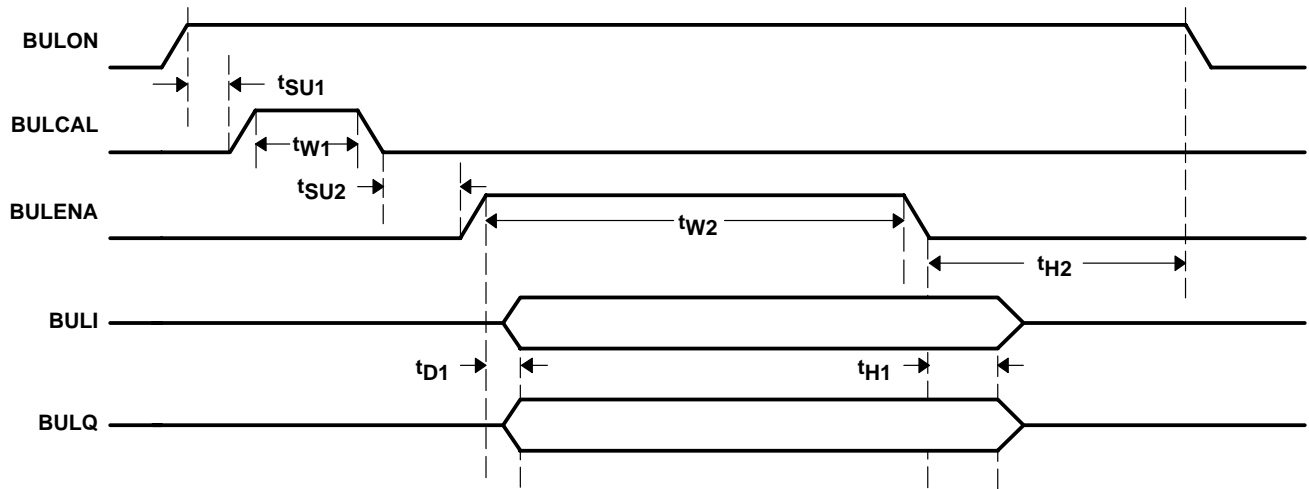 BULON
tSU1
BULCAL
tW1
tSU2
BULENA
tW2
tH2
BULI
tD1
tH1
BULQ